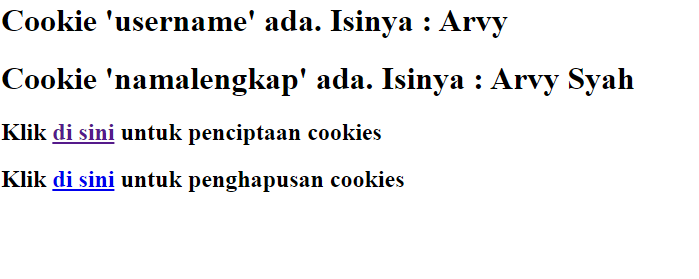 Cookie 'username' ada. Isinya : Arvy
Cookie 'namalengkap' ada. Isinya : Arvy Syah
Klik di sini untuk penciptaan cookies
Klik di sini untuk penghapusan cookies